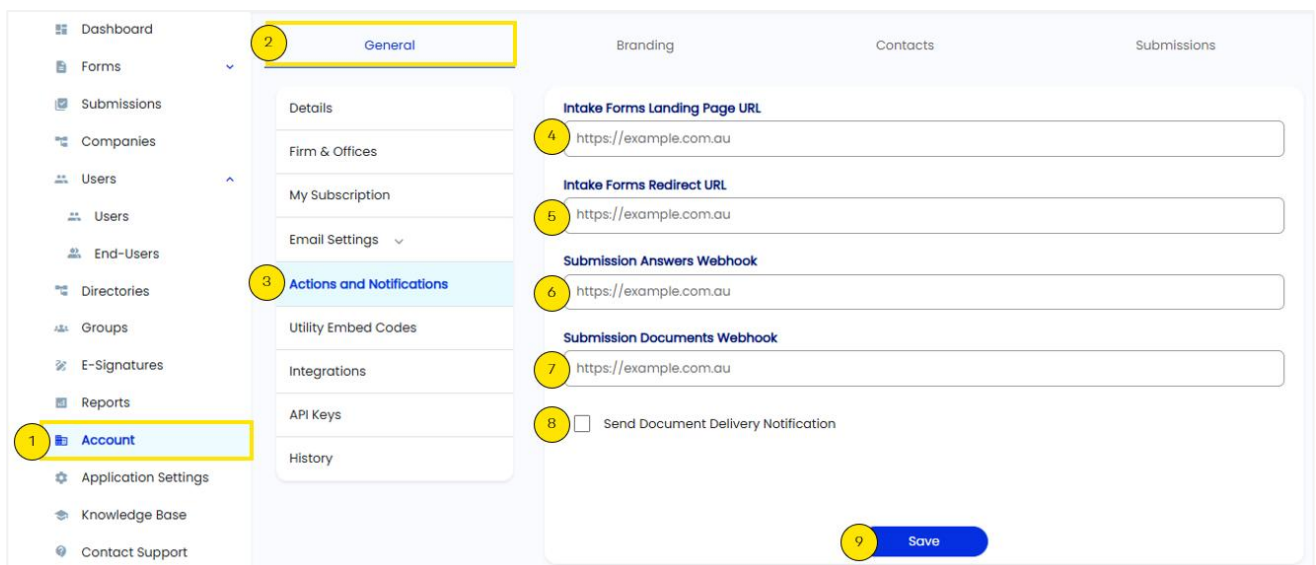 Dashboard
Forms
Submissions
Companies
Users
Users
End-Users
Directories
Groups
E-Signatures
Reports
1 Account
Application Settings
Knowledge Base
Contact Support
2 General
Branding
Contacts
Submissions
Details
Firm & Offices
My Subscription
Email Settings
3 Actions and Notifications
Utility Embed Codes
Integrations
API Keys
History
Intake Forms Landing Page URL
4 https://example.com.au
Intake Forms Redirect URL
5 https://example.com.au
Submission Answers Webhook
6 https://example.com.au
Submission Documents Webhook
7 https://example.com.au
8 Send Document Delivery Notification
9 Save